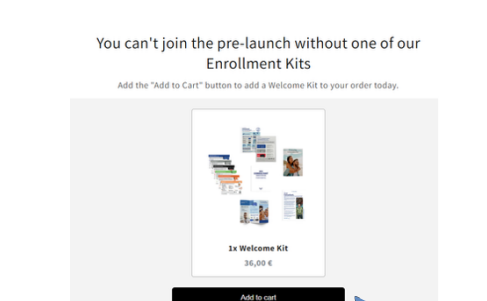 You can't join the pre-launch without one of our
Enrollment Kits
Add the "Add to Cart" button to add a Welcome Kit to your order today.
1x Welcome Kit
36,00 €
Add to cart